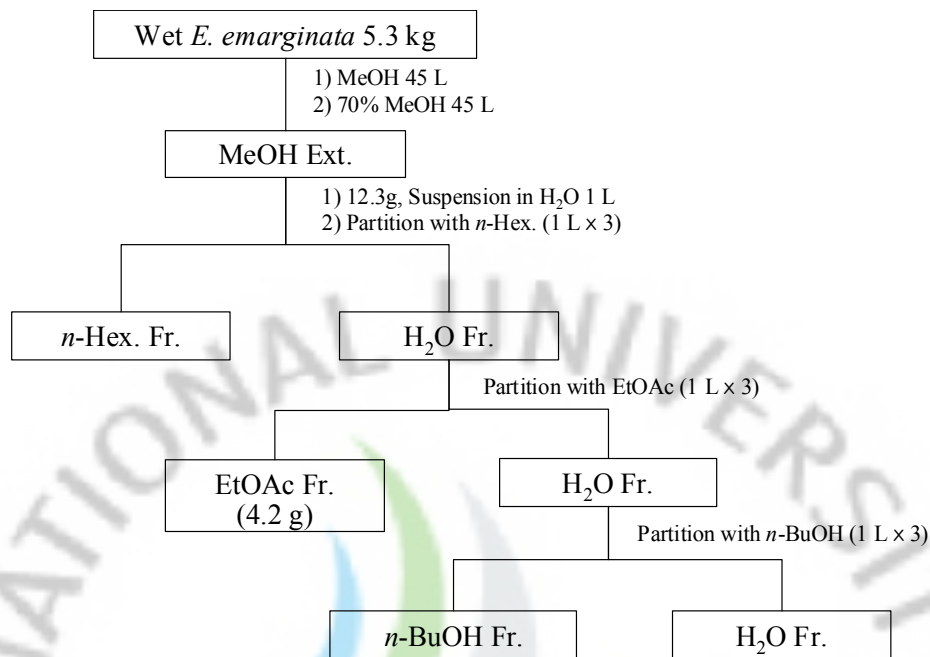 Wet E. emarginata 5.3 kg
1) MeOH 45 L
2) 70% MeOH 45 L
MeOH Ext.
1) 12.3g, Suspension in H₂O 1 L
2) Partition with n-Hex. (1 L × 3)
n-Hex. Fr.
H₂O Fr.
Partition with EtOAc (1 L × 3)
EtOAc Fr.
(4.2 g)
H₂O Fr.
Partition with n-BuOH (1 L × 3)
n-BuOH Fr.
H₂O Fr.
NATIONAL UNIVERSI